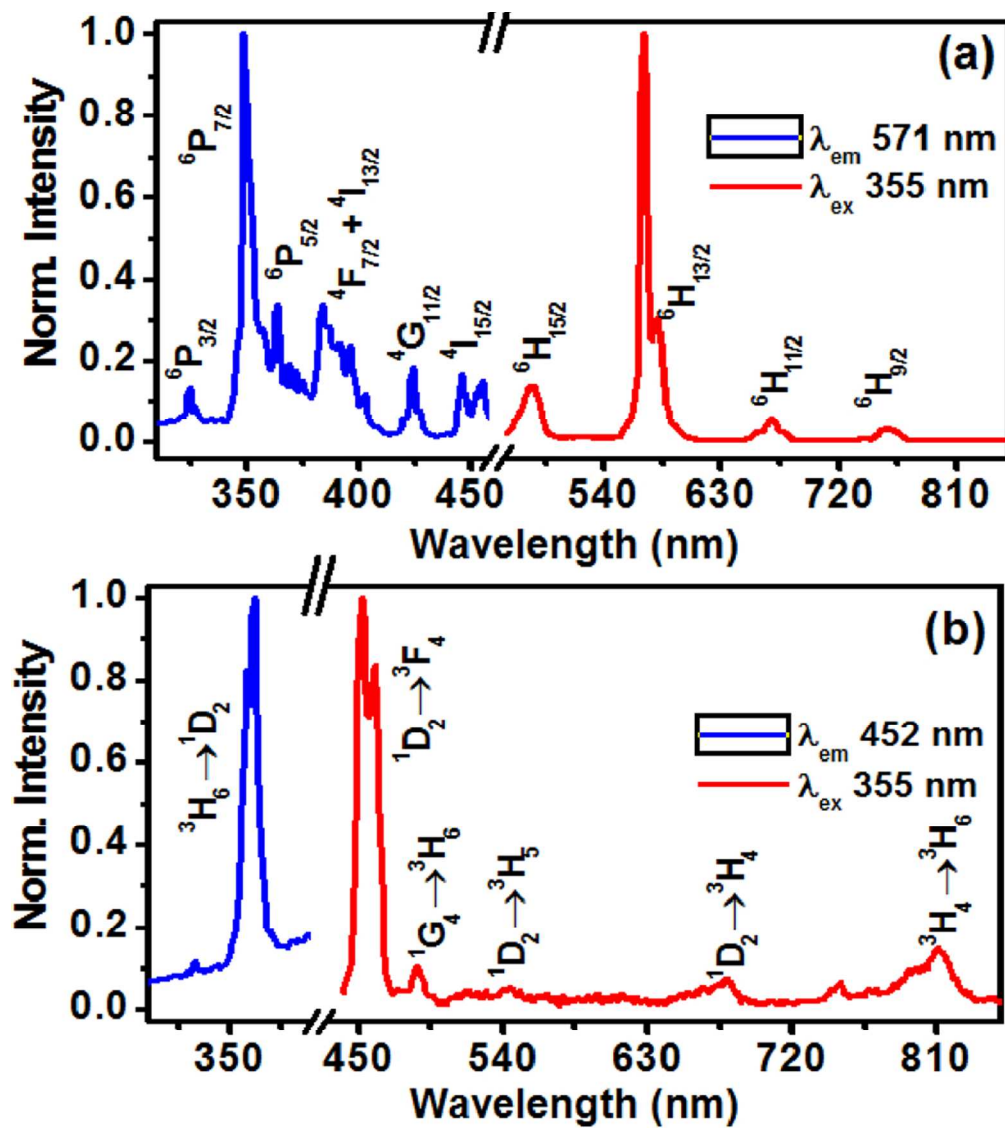 (a)
Norm. Intensity
1.0
0.8
0.6
0.4
0.2
0.0
⁶P₃/₂
⁶P₇/₂
⁶P₅/₂
⁴F₇/₂ + ⁴I₁₃/₂
⁴G₁₁/₂
⁴I₁₅/₂
⁶H₁₅/₂
⁶H₁₃/₂
⁶H₁₁/₂
⁶H₉/₂
λem 571 nm
λex 355 nm
350 400 450 540 630 720 810
Wavelength (nm)
(b)
Norm. Intensity
1.0
0.8
0.6
0.4
0.2
0.0
³H₆→¹D₂
¹D₂→³F₄
¹G₄→³H₆
¹D₂→³H₅
¹D₂→³H₄
³H₄→³H₆
λem 452 nm
λex 355 nm
350 450 540 630 720 810
Wavelength (nm)